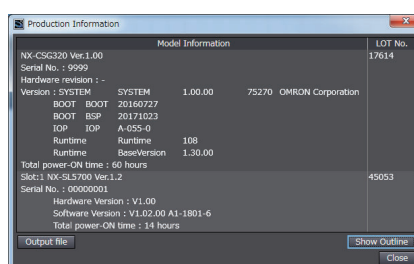 Production Information
Model Information LOT No.
NX-CSG320 Ver.1.00 17614
Serial No. : 9999
Hardware revision : -
Version : SYSTEM SYSTEM 1.00.00 75270 OMRON Corporation
BOOT BOOT 20160727
BOOT BSP 20171023
IOP IOP A-055-0
Runtime Runtime 108
Runtime BaseVersion 1.30.00
Total power-ON time : 60 hours
Slot:1 NX-SL5700 Ver.1.2 45053
Serial No. : 00000001
Hardware Version : V1.00
Software Version : V1.02.00 A1-1801-6
Total power-ON time : 14 hours
Output file Show Outline
Close